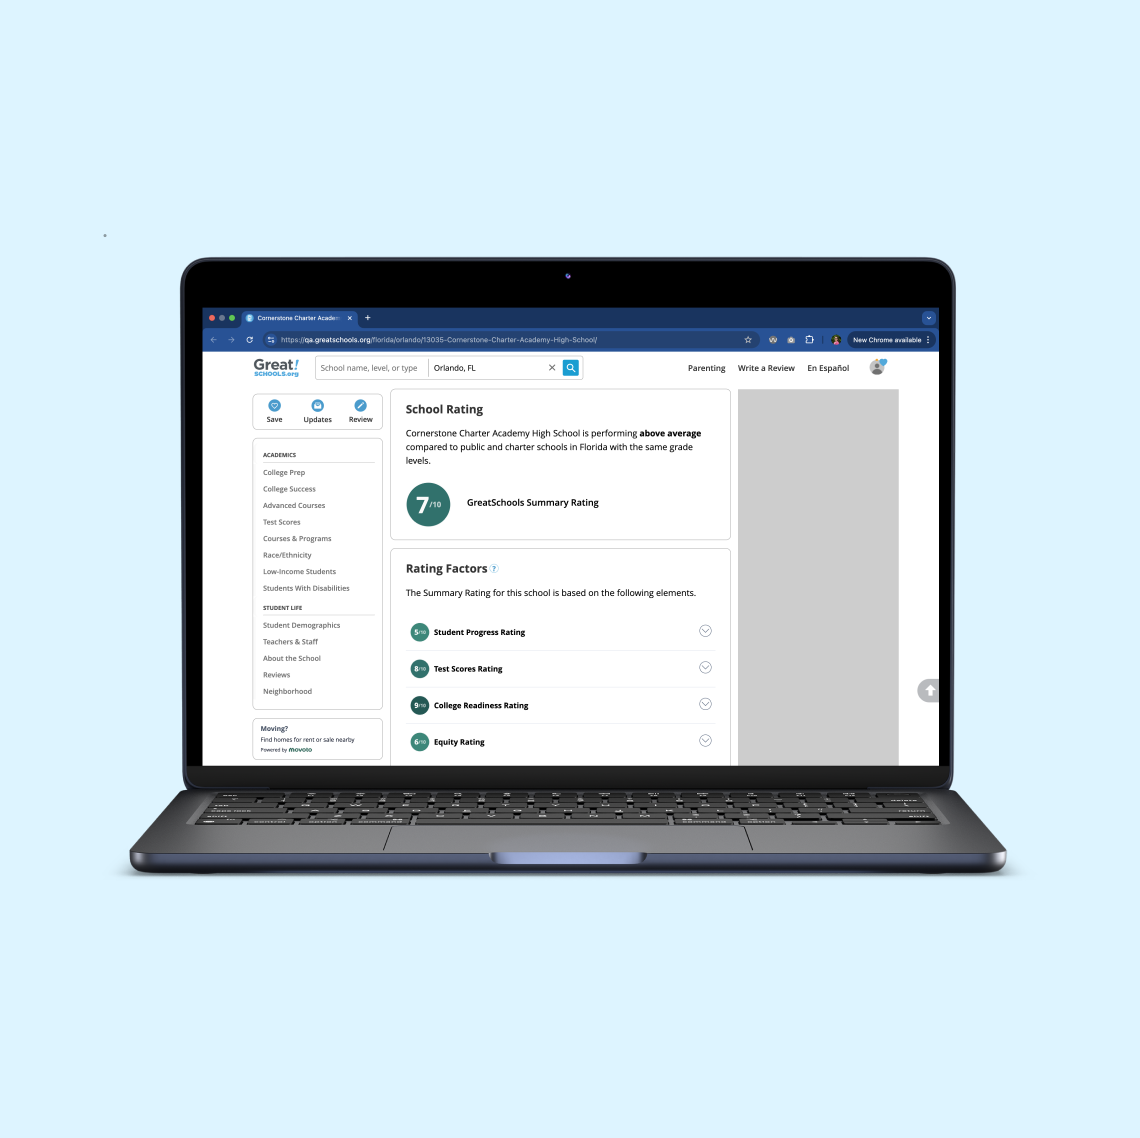 Cornerstone Charter Academ
https://qa.greatschools.org/florida/orlando/13035-Cornerstone-Charter-Academy-High-School/
New Chrome available
Great!
SCHOOLS.org
School name, level, or type
Orlando, FL
Parenting
Write a Review
En Español
Save
Updates
Review
ACADEMICS
College Prep
College Success
Advanced Courses
Test Scores
Courses & Programs
Race/Ethnicity
Low-Income Students
Students With Disabilities
STUDENT LIFE
Student Demographics
Teachers & Staff
About the School
Reviews
Neighborhood
Moving?
Find homes for rent or sale nearby
Powered by movoto
School Rating
Cornerstone Charter Academy High School is performing above average
compared to public and charter schools in Florida with the same grade
levels.
7/10
GreatSchools Summary Rating
Rating Factors ?
The Summary Rating for this school is based on the following elements.
5/10 Student Progress Rating
8/10 Test Scores Rating
9/10 College Readiness Rating
6/10 Equity Rating